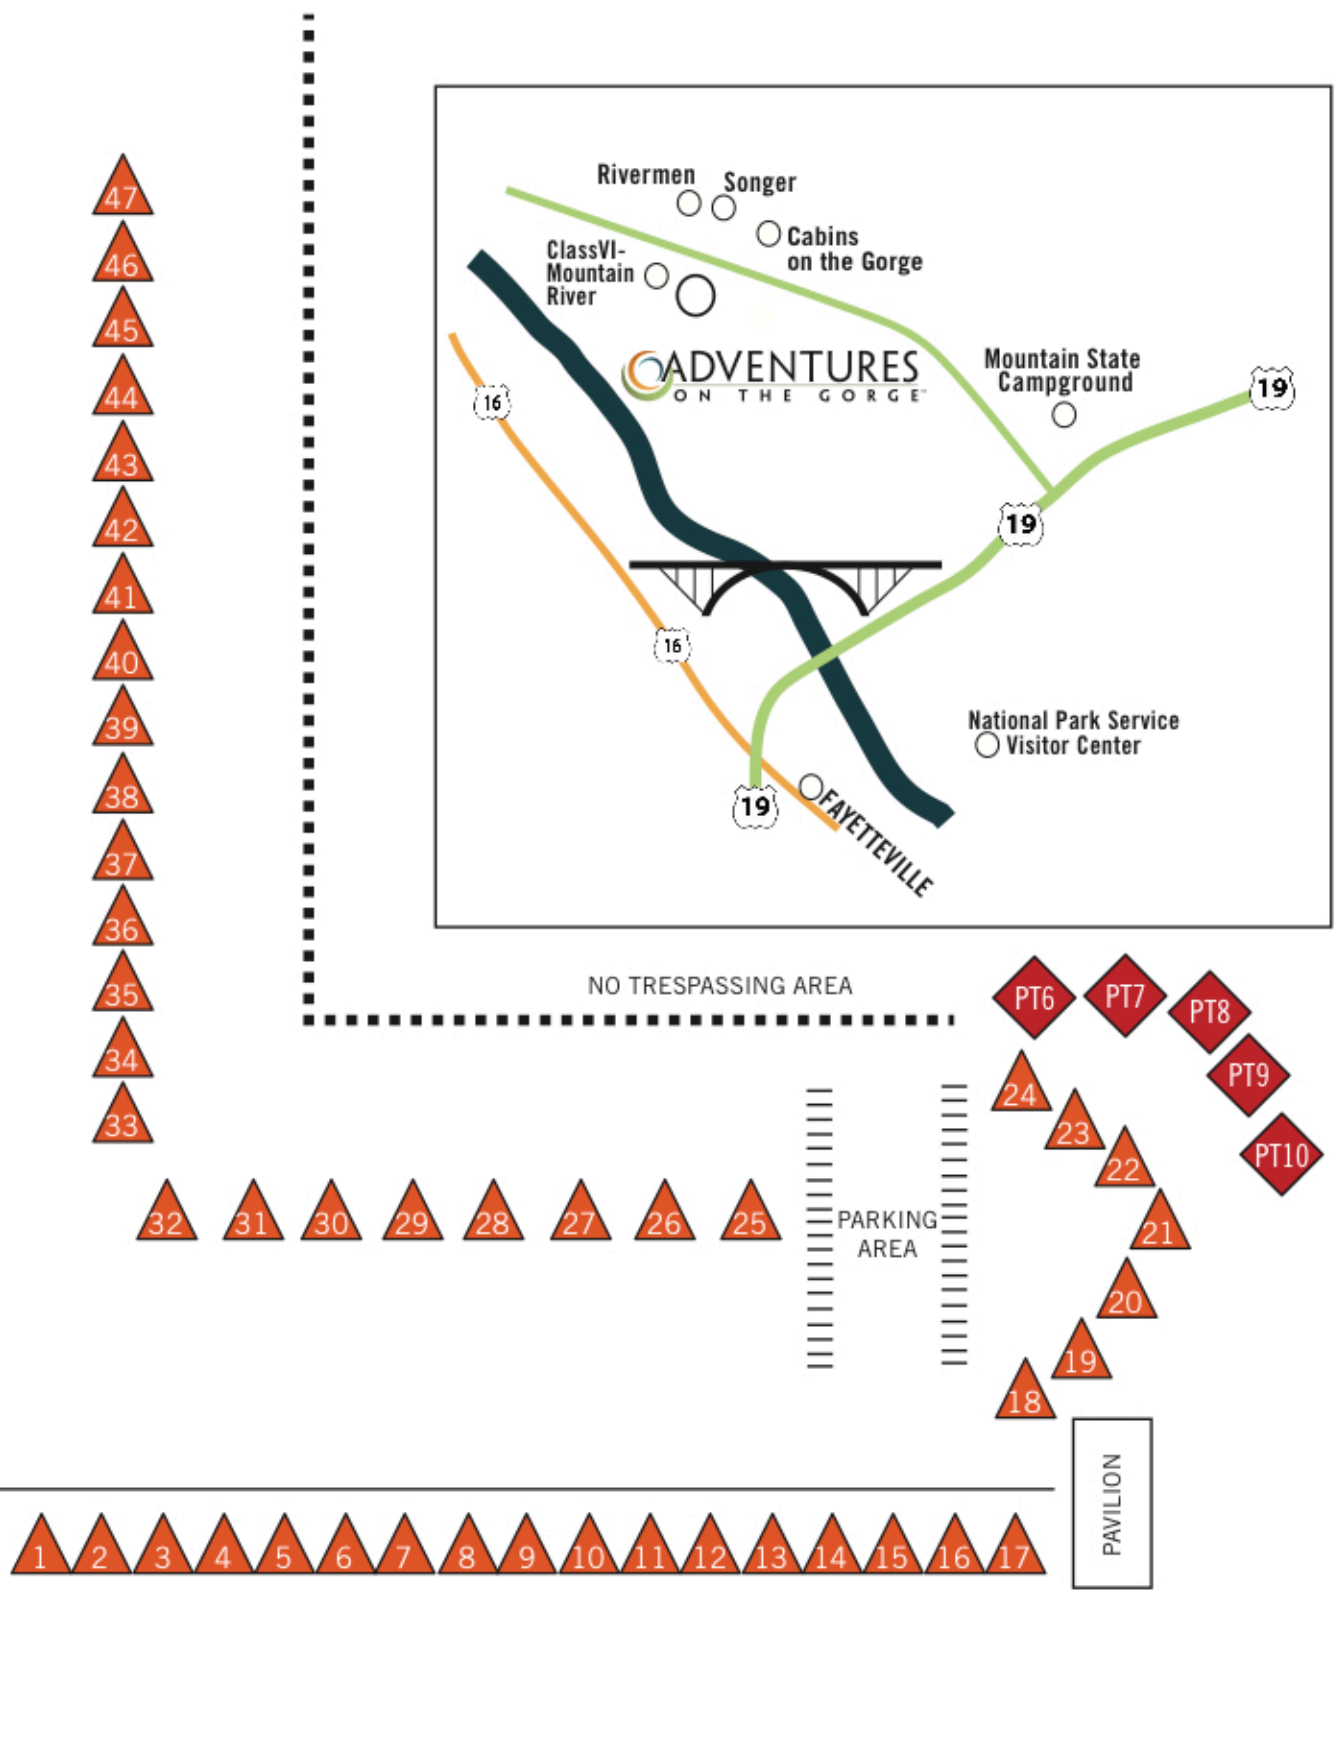 Rivermen
Songer
Cabins
on the Gorge
ClassVI-
Mountain
River
ADVENTURES
ON THE GORGE™
Mountain State
Campground
19
16
19
16
National Park Service
Visitor Center
19
FAYETTEVILLE
47
46
45
44
43
42
41
40
39
38
37
36
35
34
33
NO TRESPASSING AREA
PT6
PT7
PT8
PT9
PT10
24
23
22
21
20
19
18
32 31 30 29 28 27 26 25
PARKING
AREA
PAVILION
1 2 3 4 5 6 7 8 9 10 11 12 13 14 15 16 17